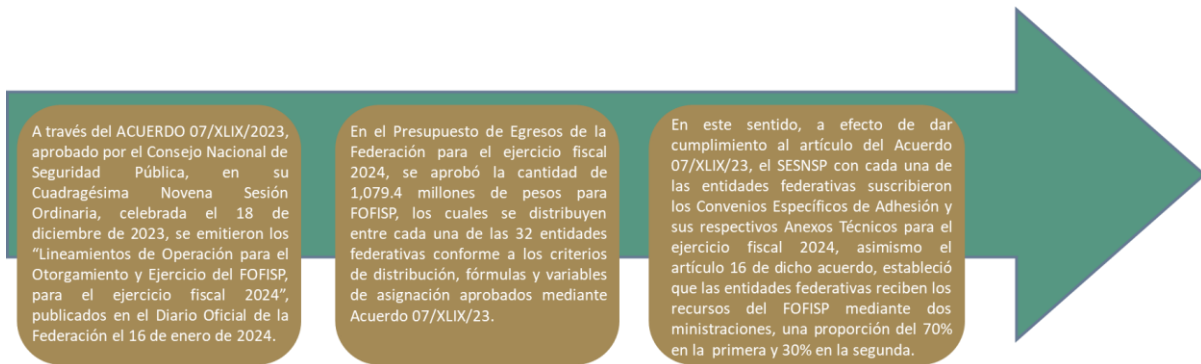 A través del ACUERDO 07/XLIX/2023,
aprobado por el Consejo Nacional de
Seguridad Pública, en su
Cuadragésima Novena Sesión
Ordinaria, celebrada el 18 de
diciembre de 2023, se emitieron los
“Lineamientos de Operación para el
Otorgamiento y Ejercicio del FOFISP,
para el ejercicio fiscal 2024”,
publicados en el Diario Oficial de la
Federación el 16 de enero de 2024.
En el Presupuesto de Egresos de la
Federación para el ejercicio fiscal
2024, se aprobó la cantidad de
1,079.4 millones de pesos para
FOFISP, los cuales se distribuyen
entre cada una de las 32 entidades
federativas conforme a los criterios
de distribución, fórmulas y variables
de asignación aprobados mediante
Acuerdo 07/XLIX/23.
En este sentido, a efecto de dar
cumplimiento al artículo del Acuerdo
07/XLIX/23, el SESNSP con cada una de
las entidades federativas suscribieron
los Convenios Específicos de Adhesión y
sus respectivos Anexos Técnicos para el
ejercicio fiscal 2024, asimismo el
artículo 16 de dicho acuerdo, estableció
que las entidades federativas reciben los
recursos del FOFISP mediante dos
ministraciones, una proporción del 70%
en la primera y 30% en la segunda.